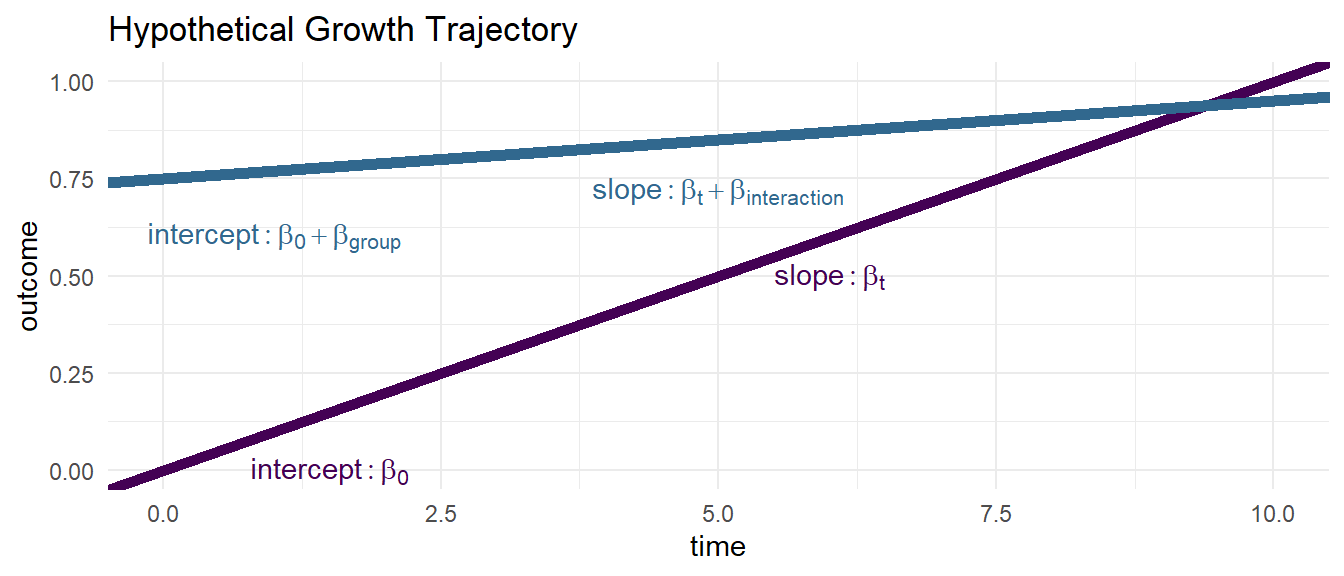 Hypothetical Growth Trajectory
1.00
0.75
0.50
0.25
0.00
outcome
slope : βt + βinteraction
intercept : β0 + βgroup
slope : βt
intercept : β0
0.0 2.5 5.0 7.5 10.0
time